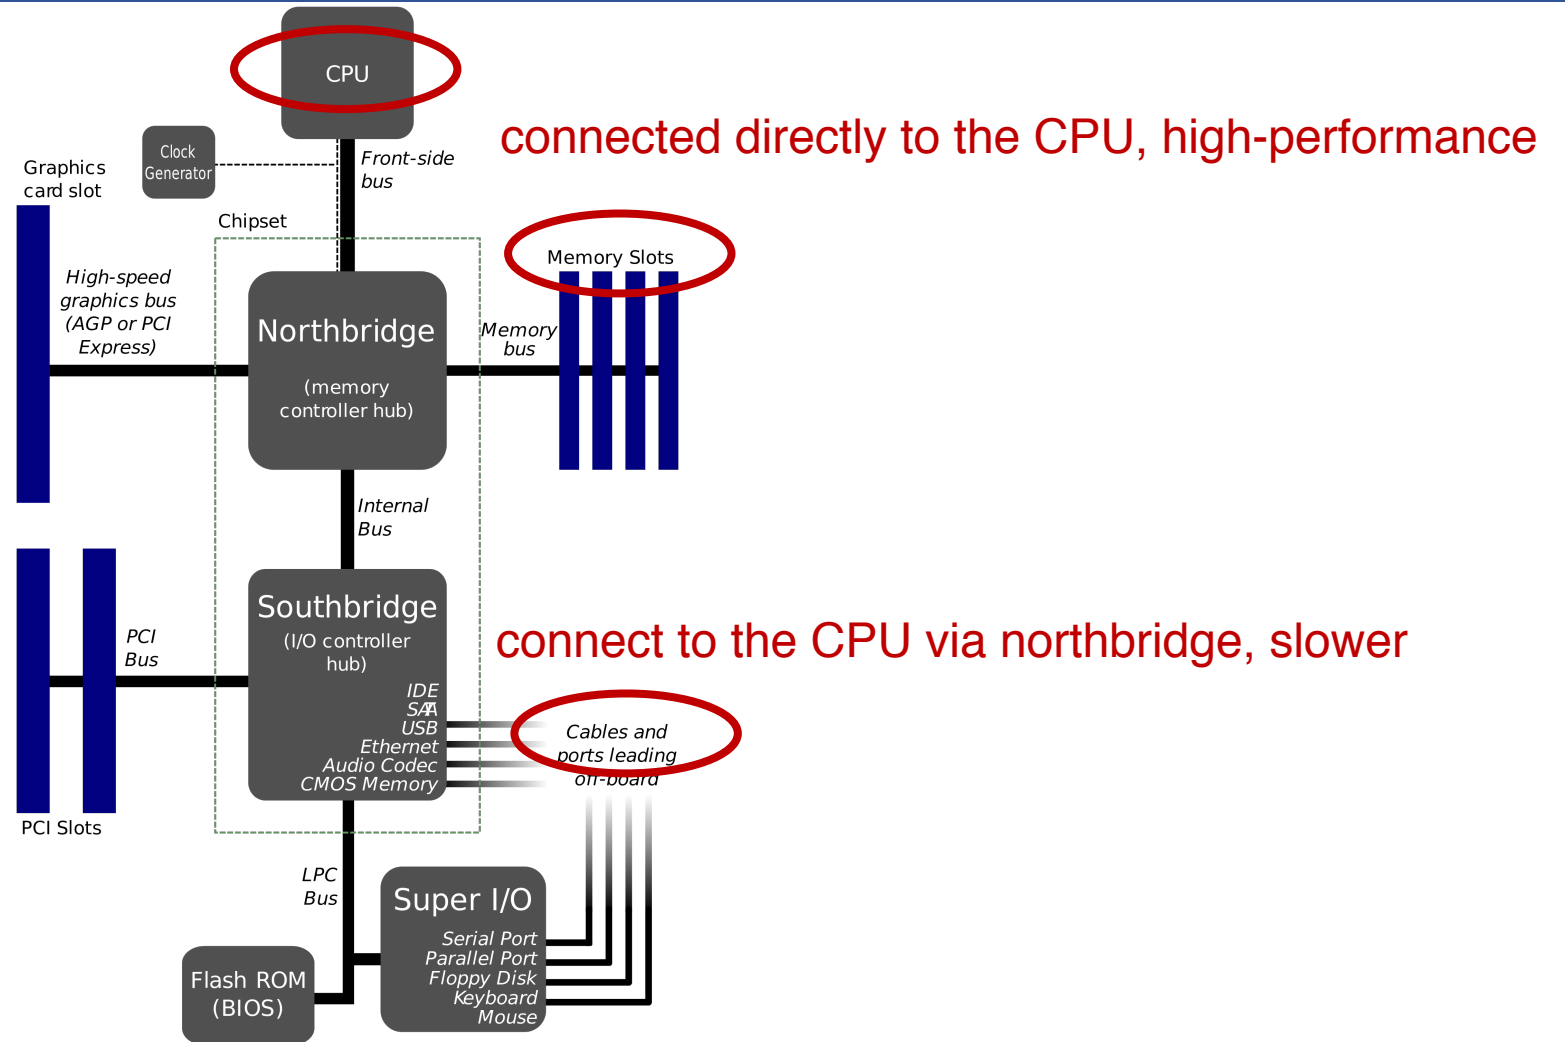 CPU
connected directly to the CPU, high-performance
Clock
Generator
Front-side
bus
Graphics
card slot
Chipset
Memory Slots
High-speed
graphics bus
(AGP or PCI
Express)
Northbridge
(memory
controller hub)
Memory
bus
Internal
Bus
Southbridge
(I/O controller
hub)
connect to the CPU via northbridge, slower
PCI
Bus
IDE
SATA
USB
Ethernet
Audio Codec
CMOS Memory
Cables and
ports leading
off-board
PCI Slots
LPC
Bus
Super I/O
Serial Port
Parallel Port
Floppy Disk
Keyboard
Mouse
Flash ROM
(BIOS)